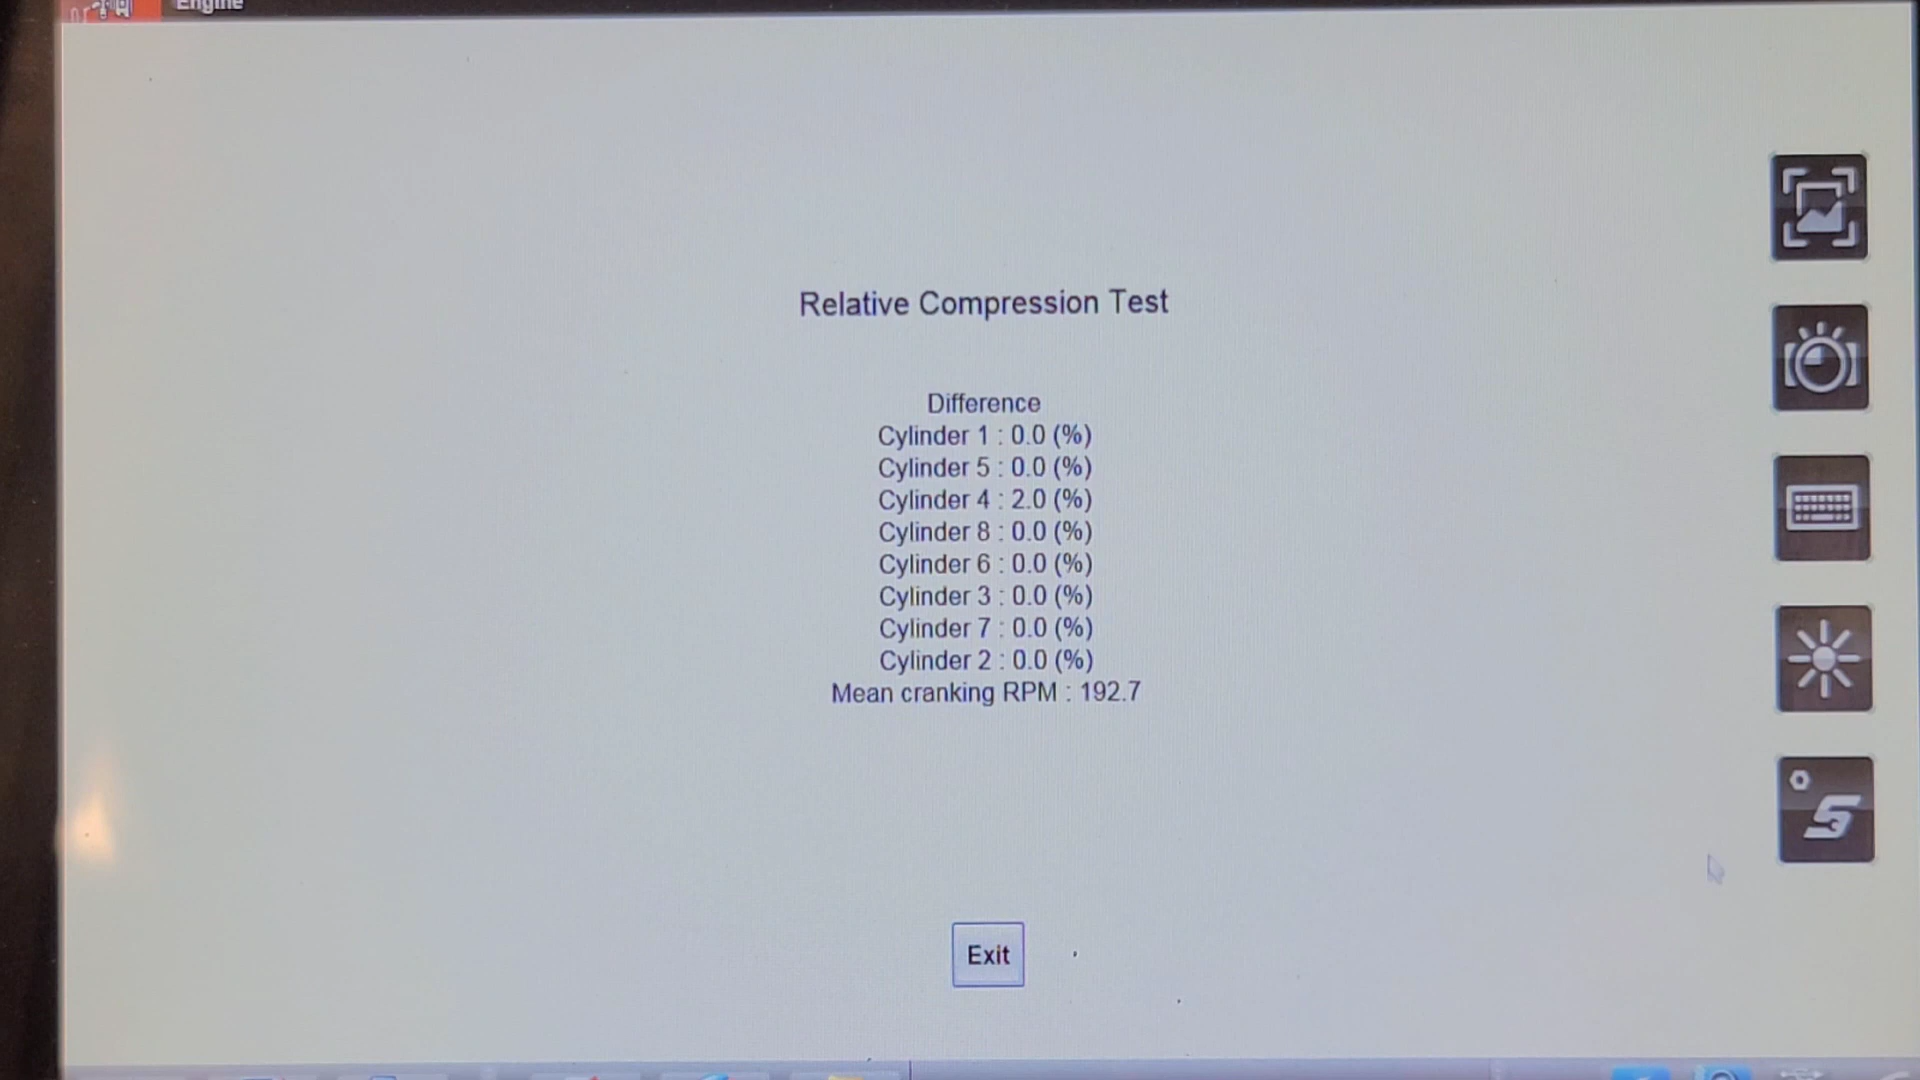 Engine
Relative Compression Test
Difference
Cylinder 1 : 0.0 (%)
Cylinder 5 : 0.0 (%)
Cylinder 4 : 2.0 (%)
Cylinder 8 : 0.0 (%)
Cylinder 6 : 0.0 (%)
Cylinder 3 : 0.0 (%)
Cylinder 7 : 0.0 (%)
Cylinder 2 : 0.0 (%)
Mean cranking RPM : 192.7
Exit